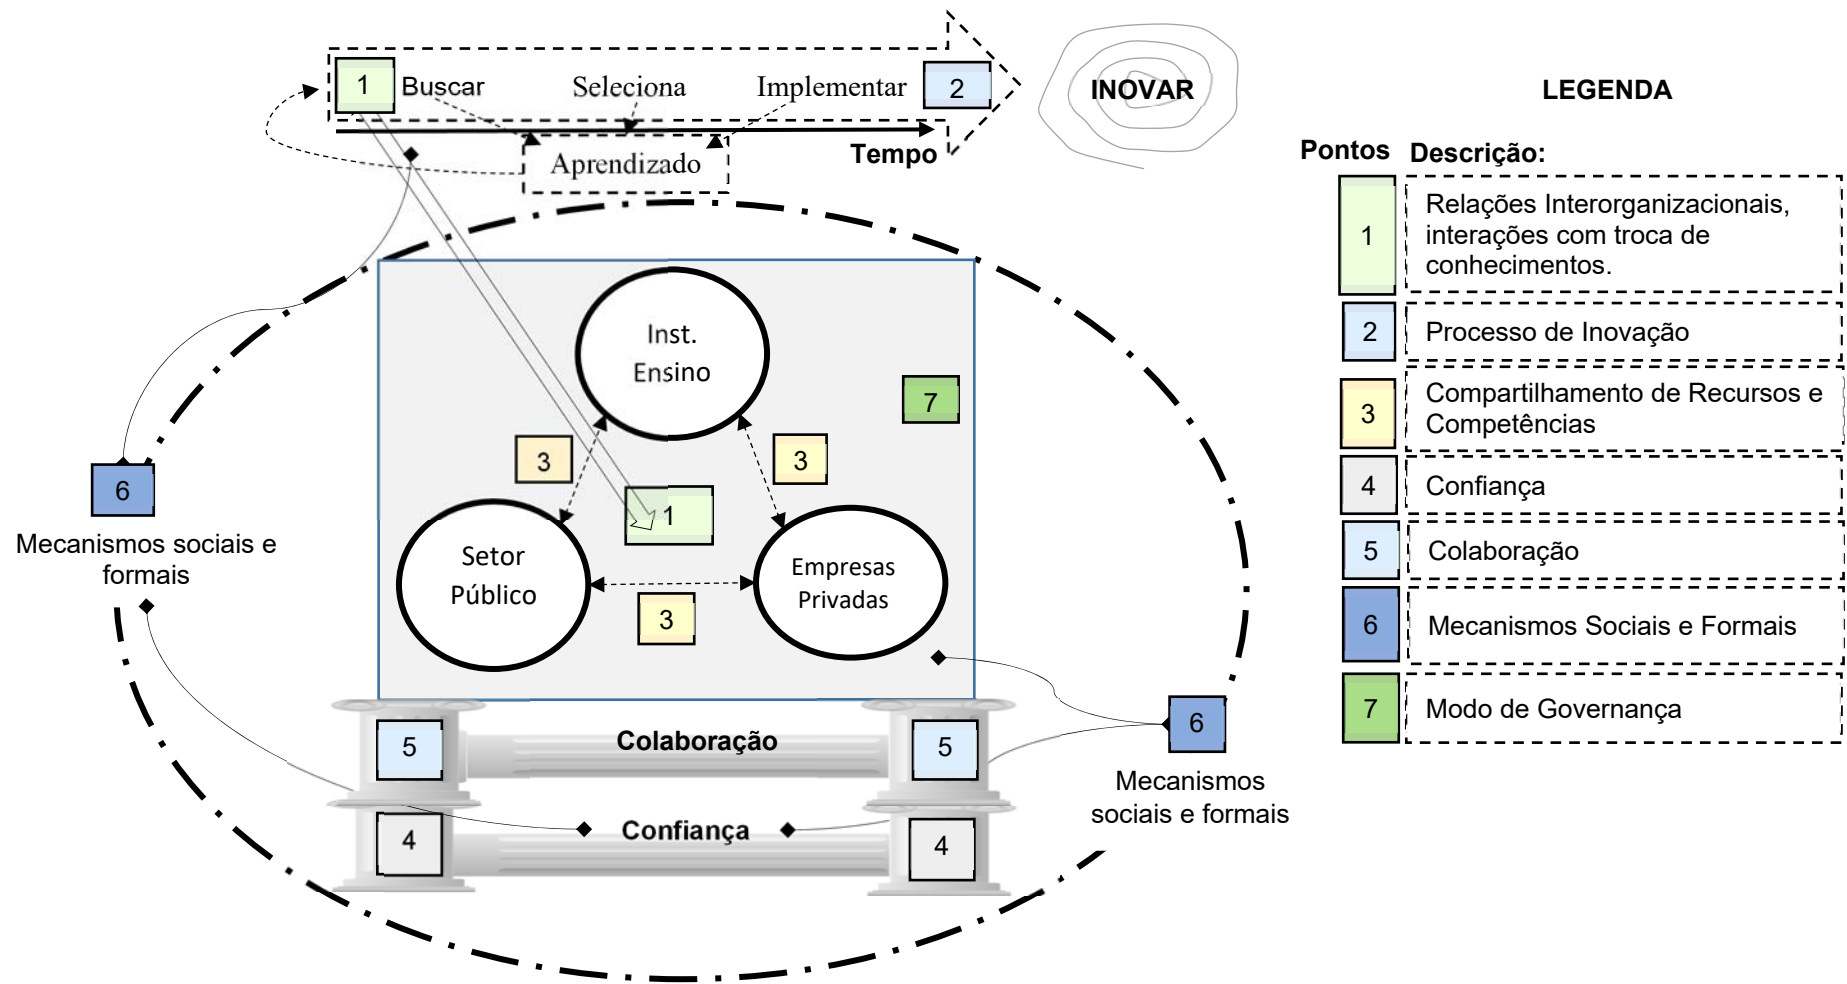 1
Buscar
Seleciona
Implementar
2
INOVAR
Tempo
Aprendizado
Inst.
Ensino
7
3
3
1
Setor
Público
Empresas
Privadas
3
6
Mecanismos sociais e
formais
5
Colaboração
5
6
Mecanismos
sociais e formais
4
Confiança
4
LEGENDA
Pontos
Descrição:
1
Relações Interorganizacionais,
interações com troca de
conhecimentos.
2
Processo de Inovação
3
Compartilhamento de Recursos e
Competências
4
Confiança
5
Colaboração
6
Mecanismos Sociais e Formais
7
Modo de Governança